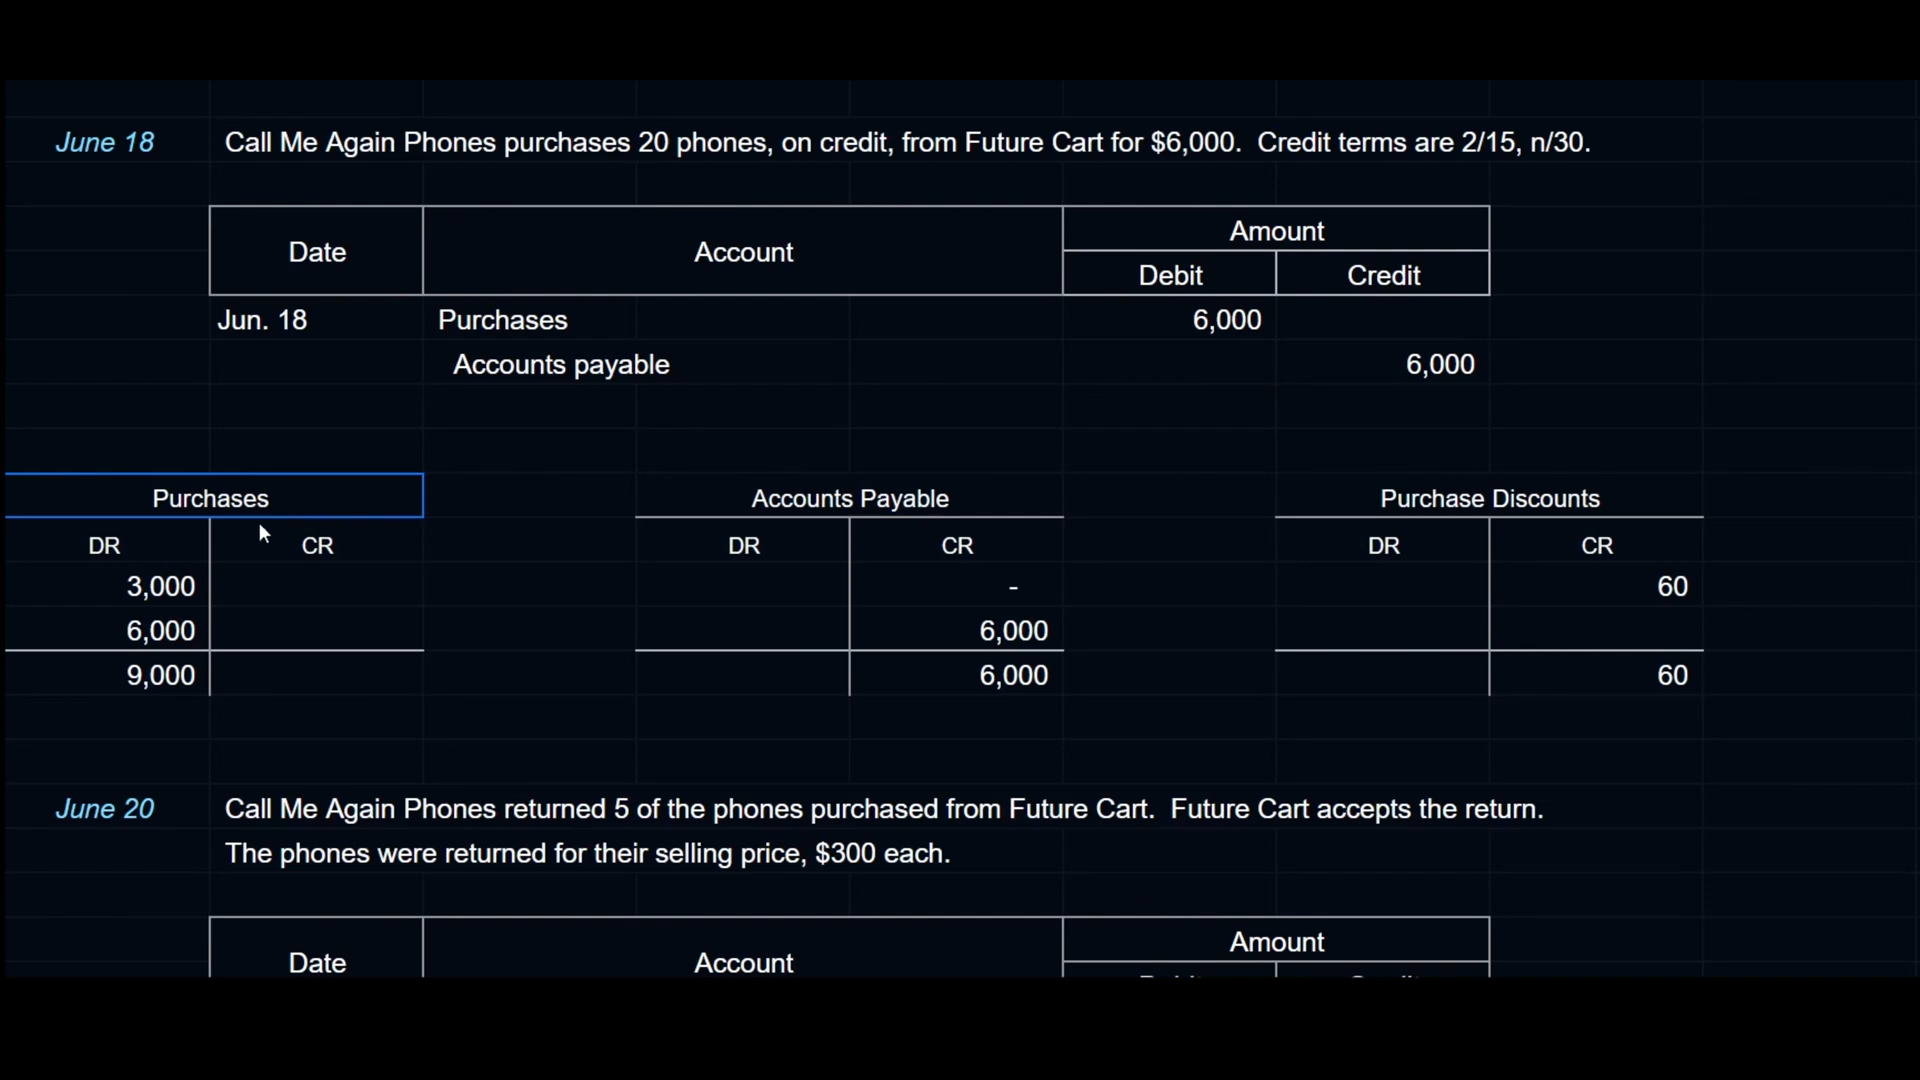 June 18 Call Me Again Phones purchases 20 phones, on credit, from Future Cart for $6,000. Credit terms are 2/15, n/30.
Date Account Amount
Debit Credit
Jun. 18 Purchases 6,000
Accounts payable 6,000
Purchases Accounts Payable Purchase Discounts
DR CR DR CR DR CR
3,000 - 60
6,000 6,000
9,000 6,000 60
June 20 Call Me Again Phones returned 5 of the phones purchased from Future Cart. Future Cart accepts the return.
The phones were returned for their selling price, $300 each.
Amount
Date Account